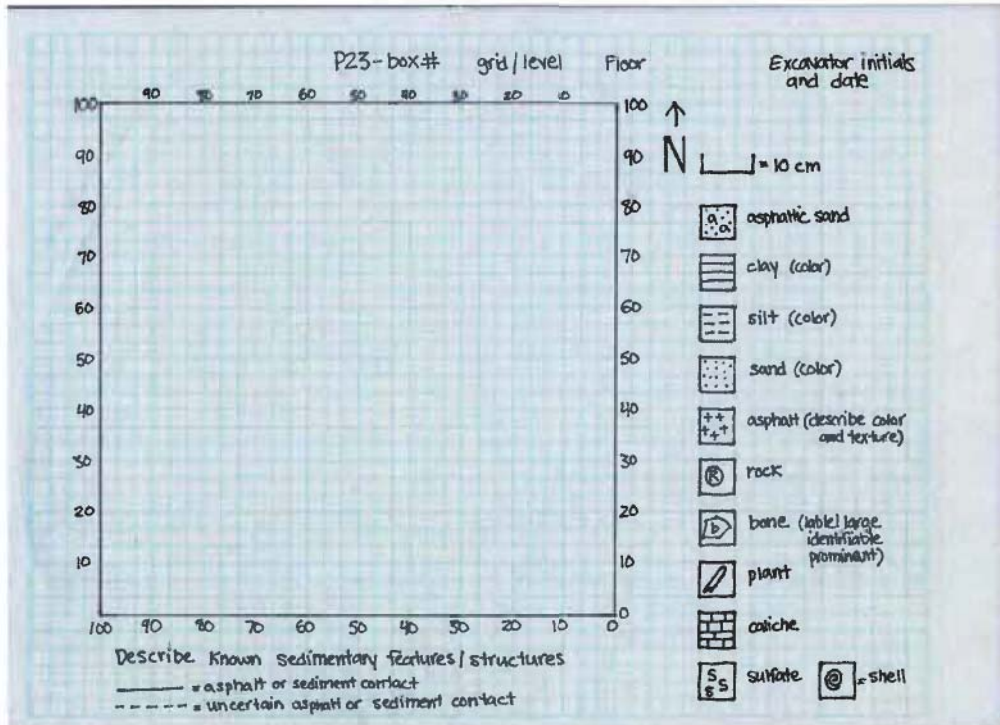 P23-box# grid/level Floor
Excavator initials
and date
90 80 70 60 50 40 30 20 10
100 100
N
= 10 cm
90 90
80 80
70 70
60 60
50 50
40 40
30 30
20 20
10 10
0
100 90 80 70 60 50 40 30 20 10 0
a a asphaltic sand
clay (color)
silt (color)
sand (color)
asphalt (describe color
and texture)
R rock
b bone (label large
identifiable
prominant)
plant
caliche
S S S sulfate @ = shell
Describe known sedimentary features/structures
= asphalt or sediment contact
= uncertain asphalt or sediment contact